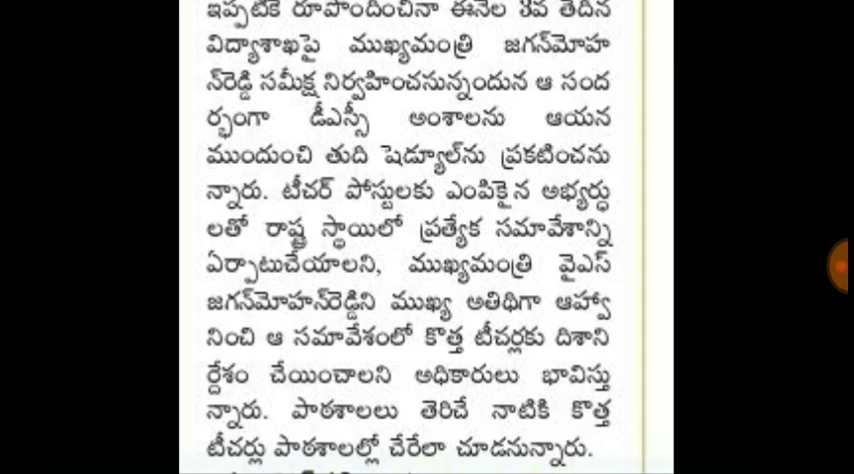 ఇప్పటికే రూపొందించినా ఈనెల 3వ తేదీన
విద్యాశాఖపై ముఖ్యమంత్రి జగన్‌మోహ
న్‌రెడ్డి సమీక్ష నిర్వహించనున్నందున ఆ సంద
ర్భంగా డీఎస్సీ అంశాలను ఆయన
ముందుంచి తుది షెడ్యూల్‌ను ప్రకటించను
న్నారు. టీచర్ పోస్టులకు ఎంపికైన అభ్యర్థు
లతో రాష్ట్ర స్థాయిలో ప్రత్యేక సమావేశాన్ని
ఏర్పాటుచేయాలని, ముఖ్యమంత్రి వైఎస్
జగన్‌మోహన్‌రెడ్డిని ముఖ్య అతిథిగా ఆహ్వా
నించి ఆ సమావేశంలో కొత్త టీచర్లకు దిశాని
ర్దేశం చేయించాలని అధికారులు భావిస్తు
న్నారు. పాఠశాలలు తెరిచే నాటికి కొత్త
టీచర్లు పాఠశాలల్లో చేరేలా చూడనున్నారు.